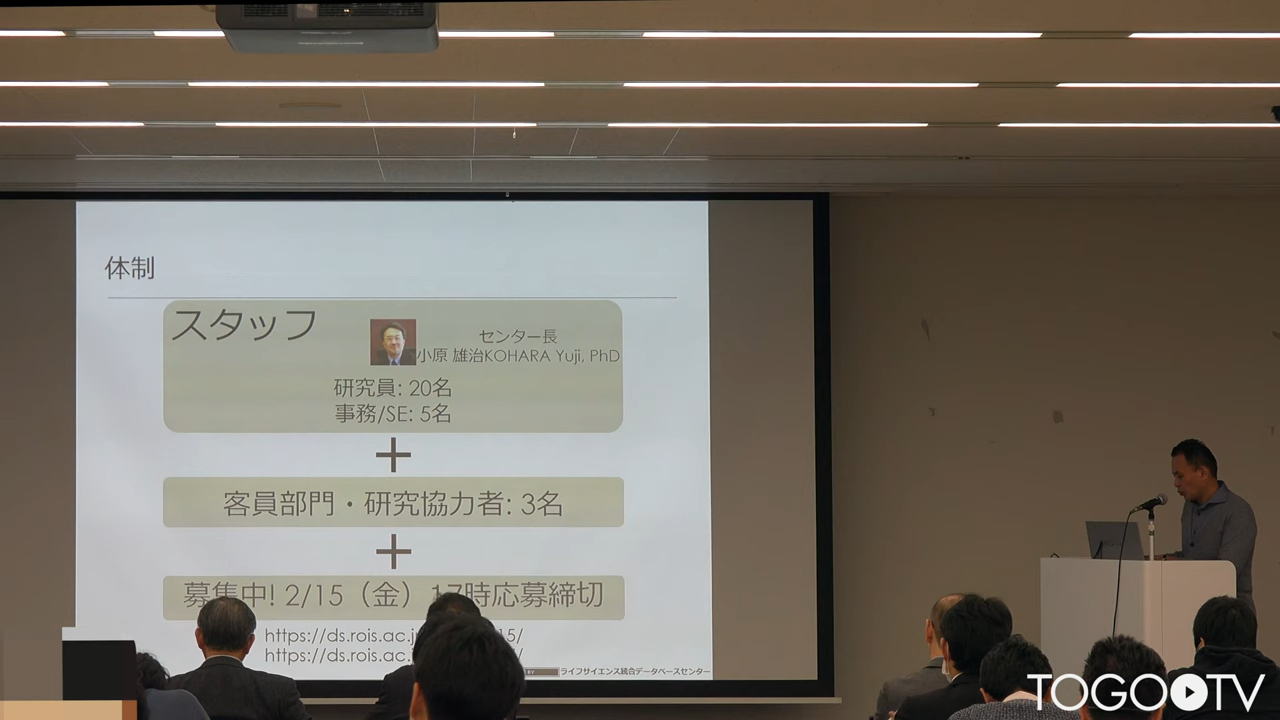 体制
スタッフ
センター長
小原 雄治KOHARA Yuji, PhD
研究員: 20名
事務/SE: 5名
+
客員部門・研究協力者: 3名
+
募集中! 2/15（金）17時応募締切
https://ds.rois.ac.j 15/
https://ds.rois.ac. /
BY ライフサイエンス統合データベースセンター
TOGO TV